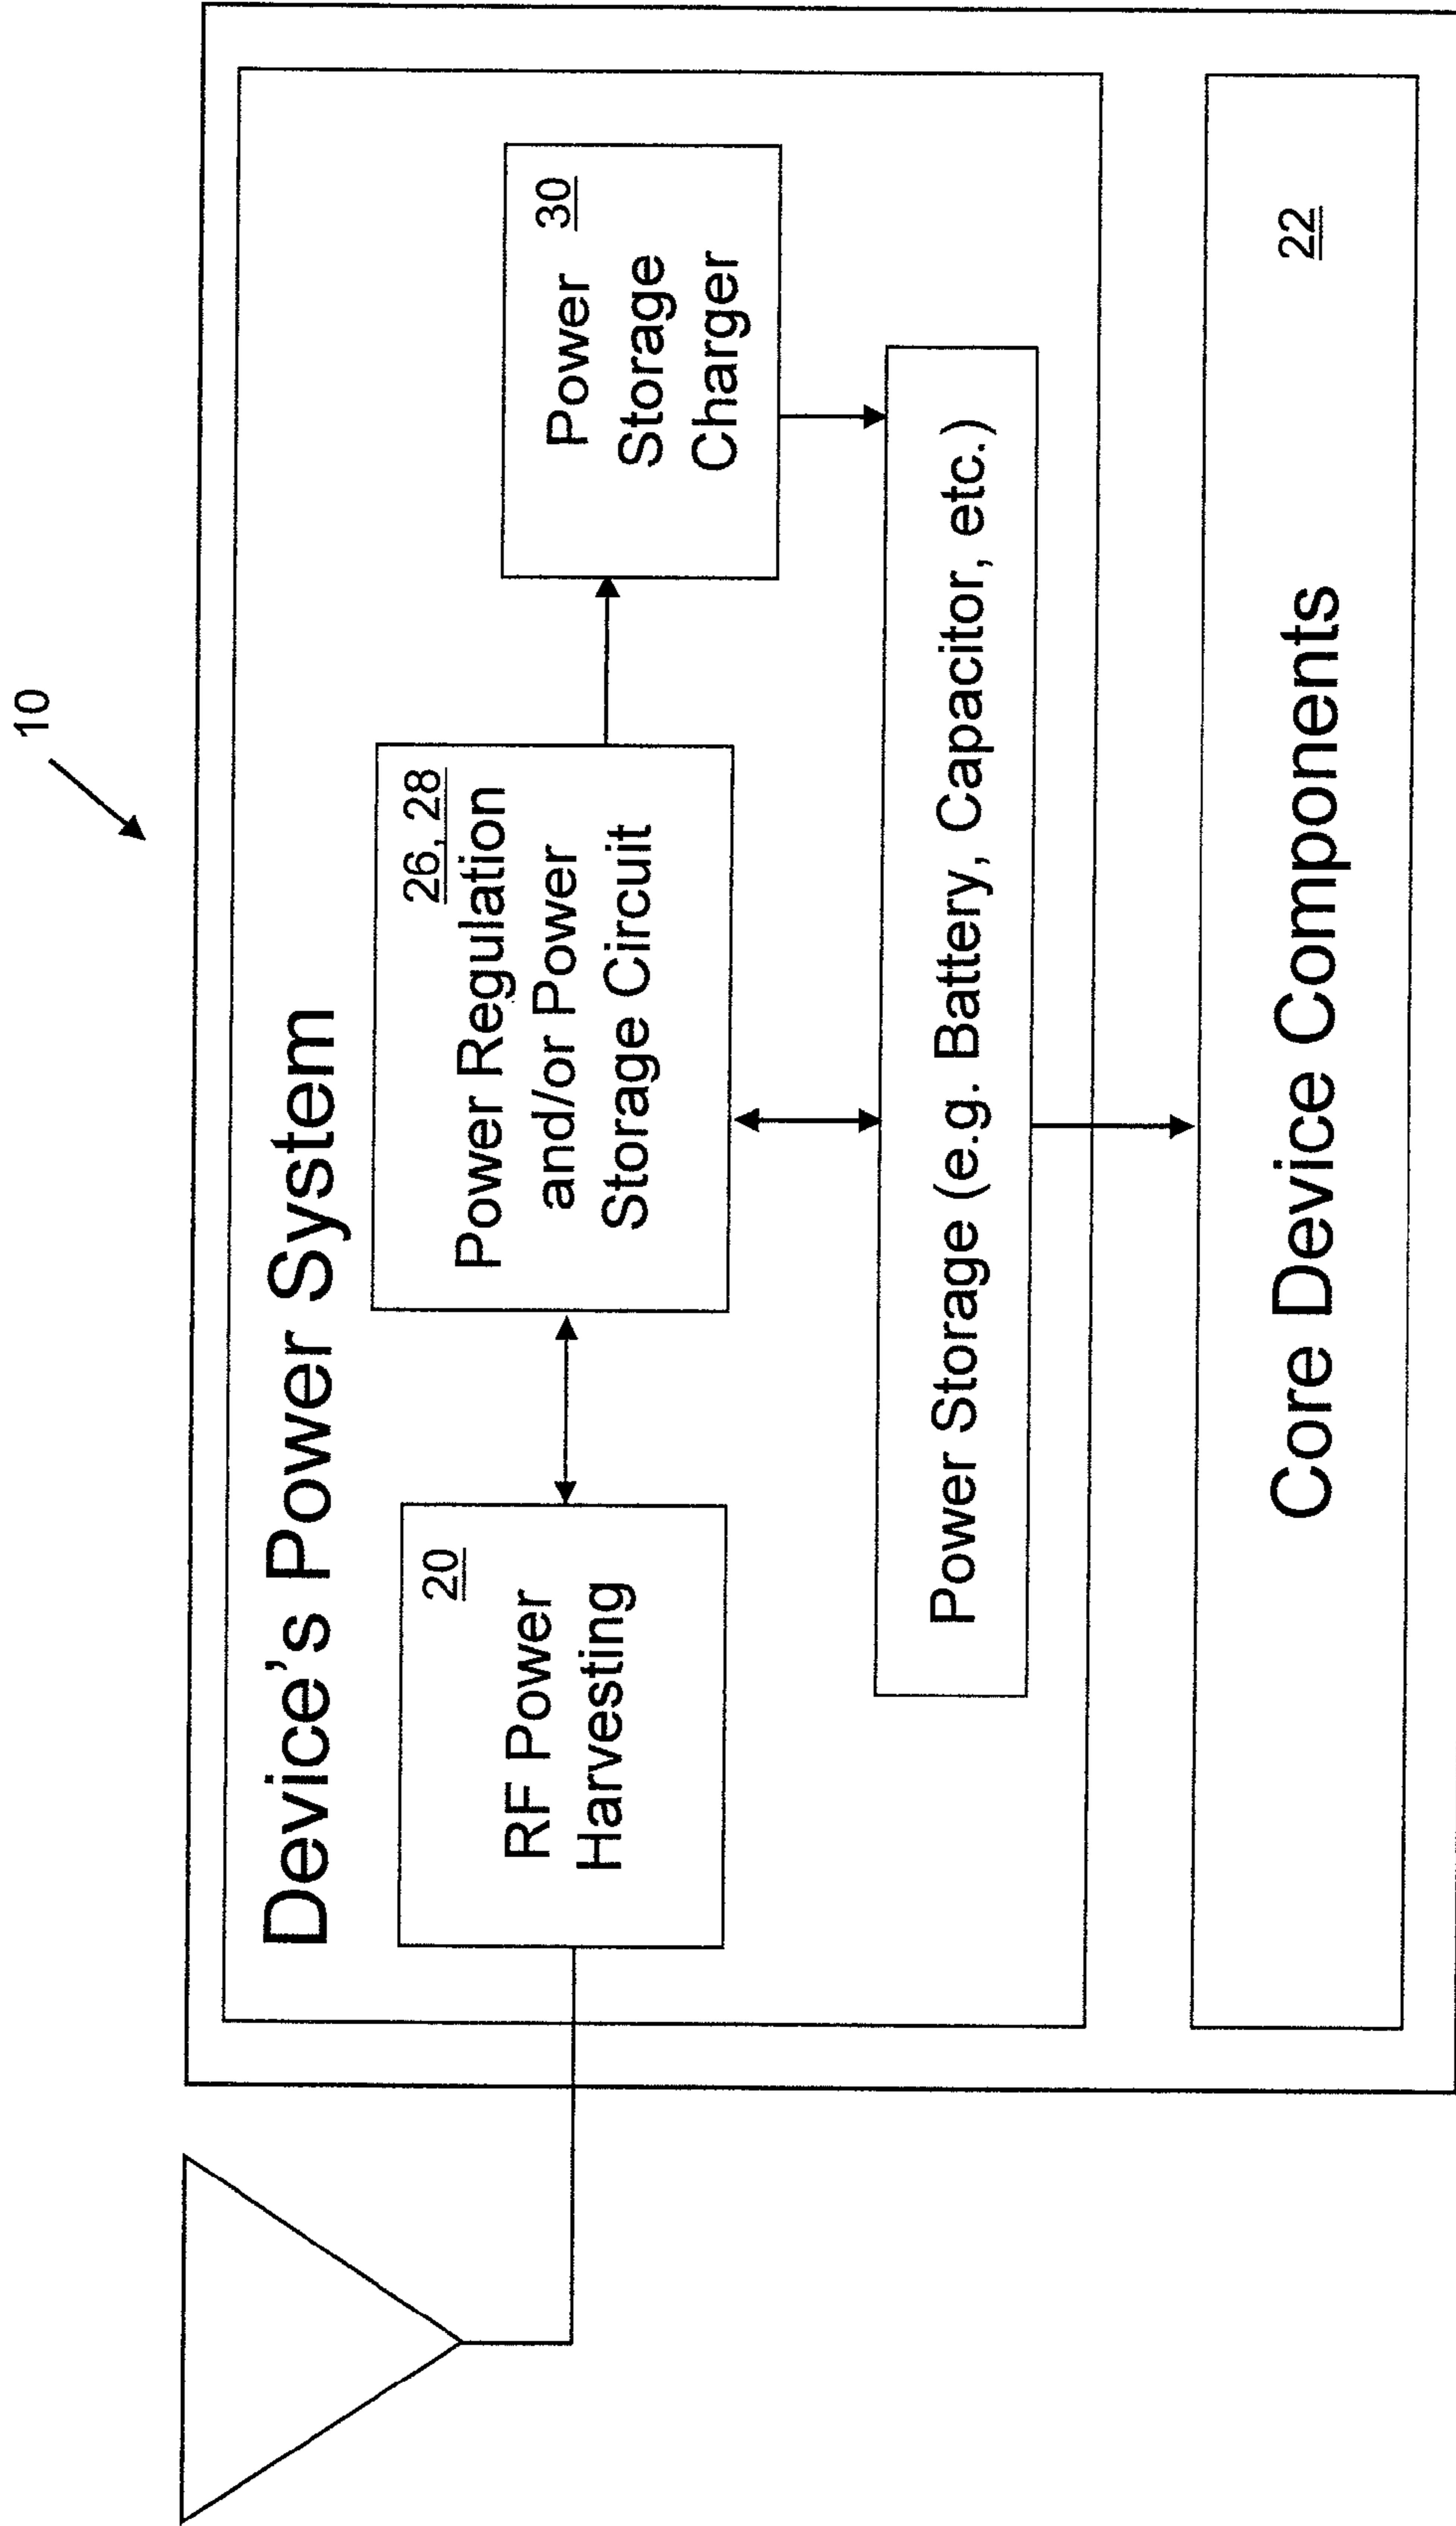 10
Device's Power System
20
RF Power
Harvesting
26, 28
Power Regulation
and/or Power
Storage Circuit
30
Power
Storage
Charger
Power Storage (e.g. Battery, Capacitor, etc.)
Core Device Components
22